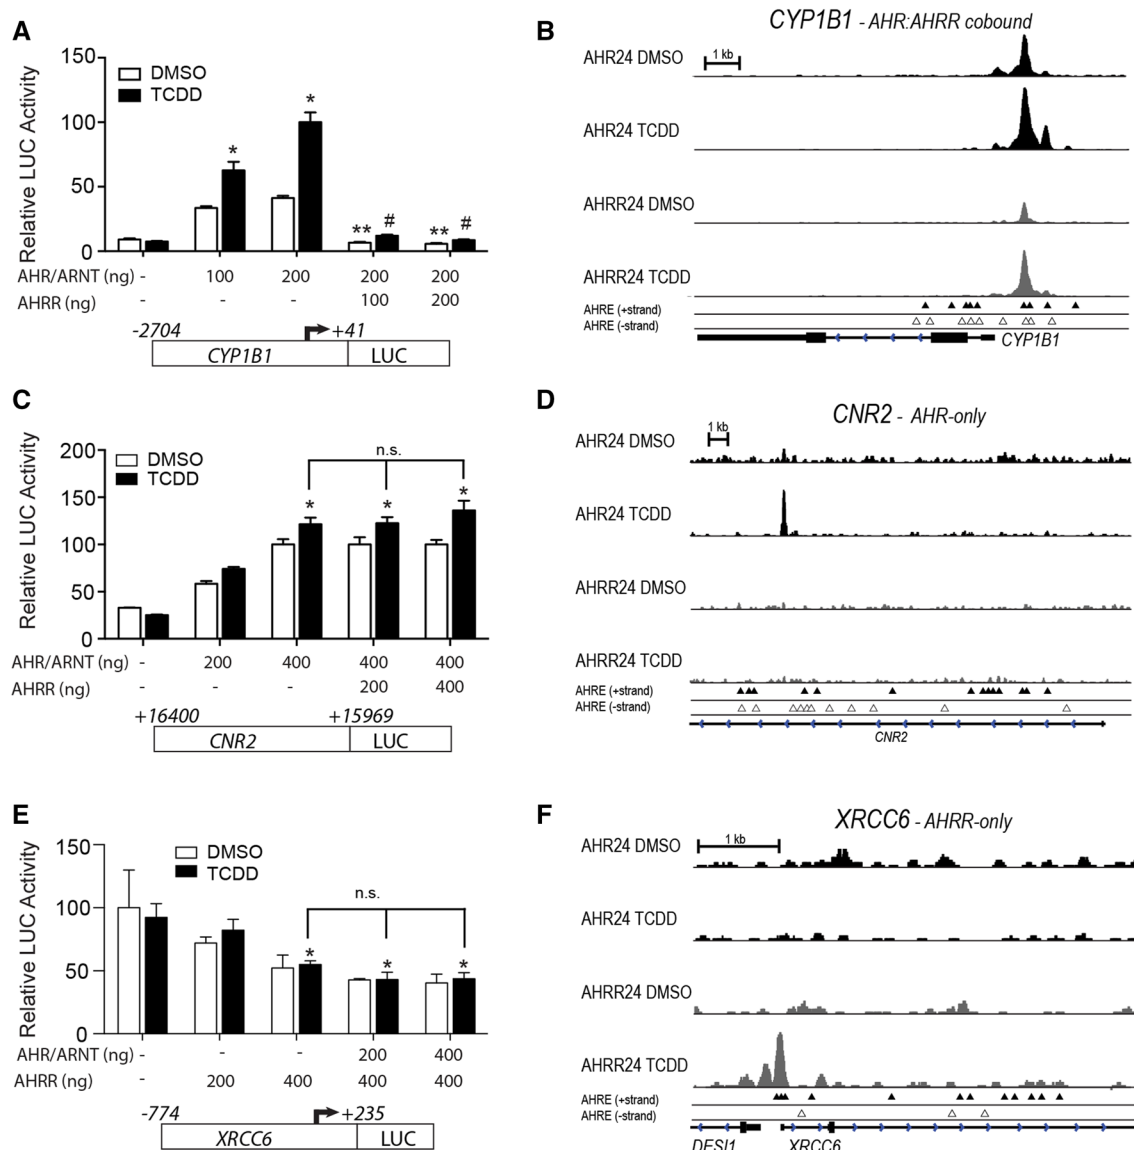 A
150
100
50
0
Relative LUC Activity
DMSO
TCDD
*
*
** # ** #
AHR/ARNT (ng) - 100 200 200 200
AHRR (ng) - - - 100 200
-2704 +41
CYP1B1 LUC
B
CYP1B1 - AHR:AHRR cobound
1 kb
AHR24 DMSO
AHR24 TCDD
AHRR24 DMSO
AHRR24 TCDD
AHRE (+strand)
AHRE (-strand)
CYP1B1
C
200
150
100
50
0
Relative LUC Activity
DMSO
TCDD
n.s.
* * *
AHR/ARNT (ng) - 200 400 400 400
AHRR (ng) - - - 200 400
+16400 +15969
CNR2 LUC
D
CNR2 - AHR-only
1 kb
AHR24 DMSO
AHR24 TCDD
AHRR24 DMSO
AHRR24 TCDD
AHRE (+strand)
AHRE (-strand)
CNR2
E
150
100
50
0
Relative LUC Activity
DMSO
TCDD
n.s.
* * *
AHR/ARNT (ng) - - - 200 400
AHRR (ng) - 200 400 400 400
-774 +235
XRCC6 LUC
F
XRCC6 - AHRR-only
1 kb
AHR24 DMSO
AHR24 TCDD
AHRR24 DMSO
AHRR24 TCDD
AHRE (+strand)
AHRE (-strand)
DESI1 XRCC6